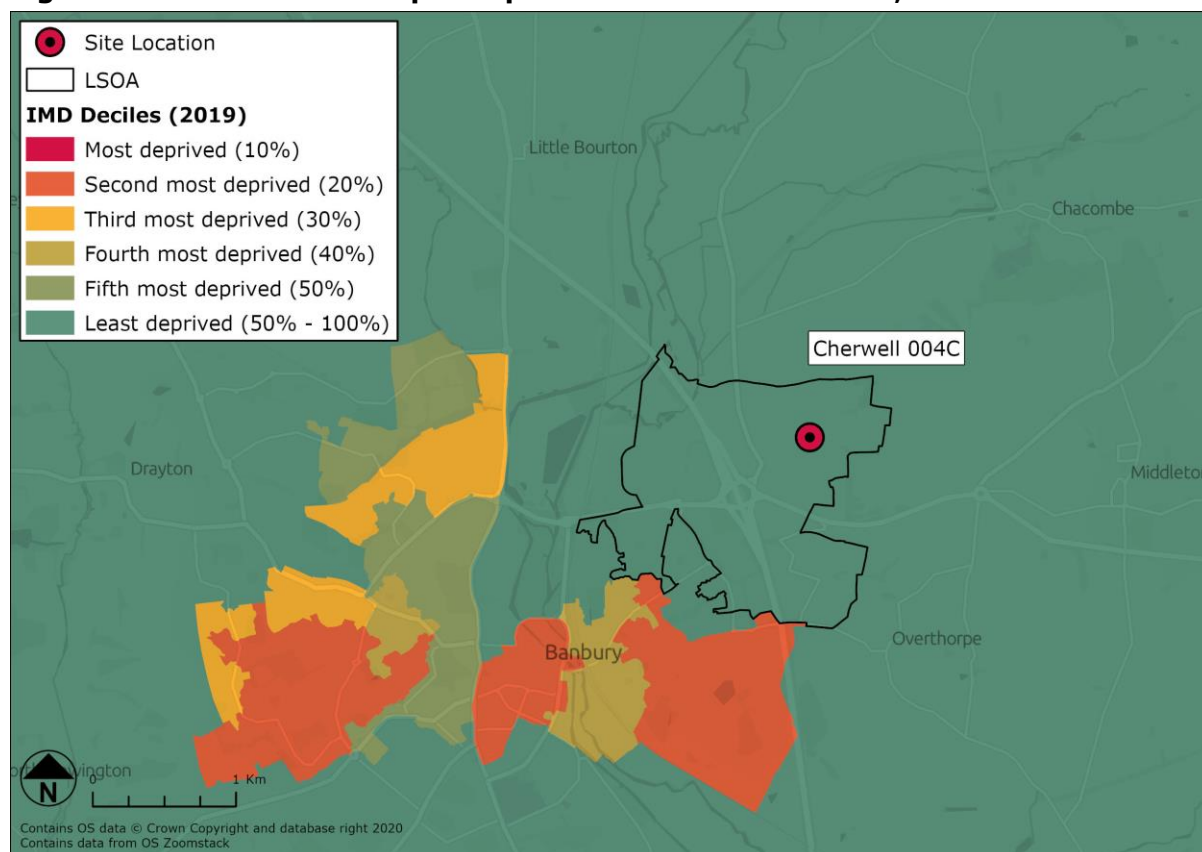 Site Location
LSOA
IMD Deciles (2019)
Most deprived (10%)
Second most deprived (20%)
Third most deprived (30%)
Fourth most deprived (40%)
Fifth most deprived (50%)
Least deprived (50% - 100%)
Little Bourton
Chacombe
Cherwell 004C
Drayton
Middleton
Banbury
Overthorpe
N
0
1 Km
Contains OS data © Crown Copyright and database right 2020
Contains data from OS Zoomstack